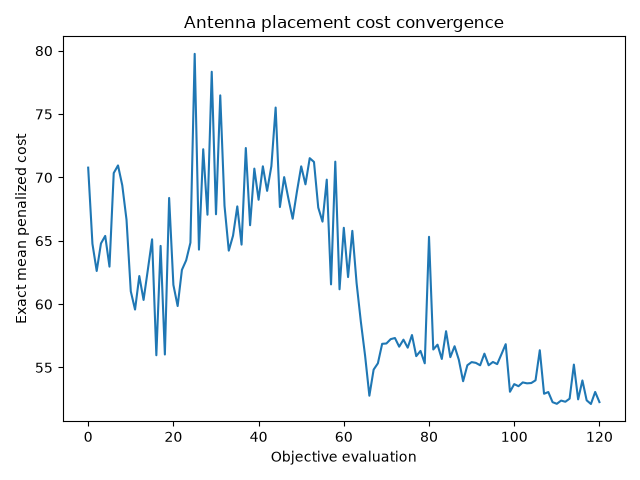 Antenna placement cost convergence
80
75
70
65
60
55
Exact mean penalized cost
0 20 40 60 80 100 120
Objective evaluation